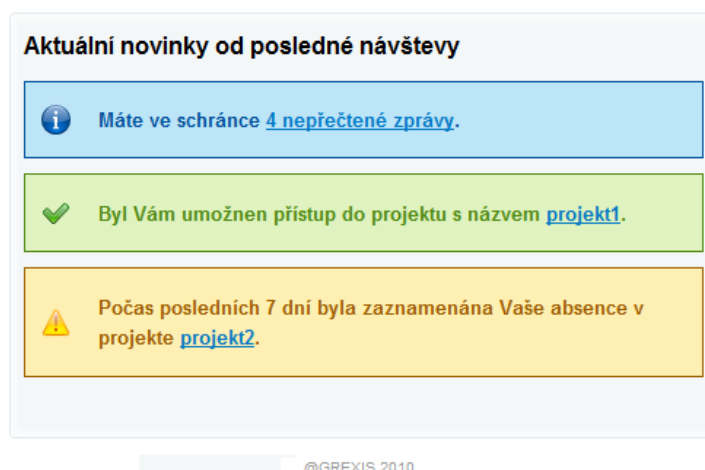 Aktuální novinky od posledné návštevy
Máte ve schránce 4 nepřečtené zprávy.
Byl Vám umožnen přístup do projektu s názvem projekt1.
Počas posledních 7 dní byla zaznamenána Vaše absence v
projekte projekt2.
@GREXIS 2010